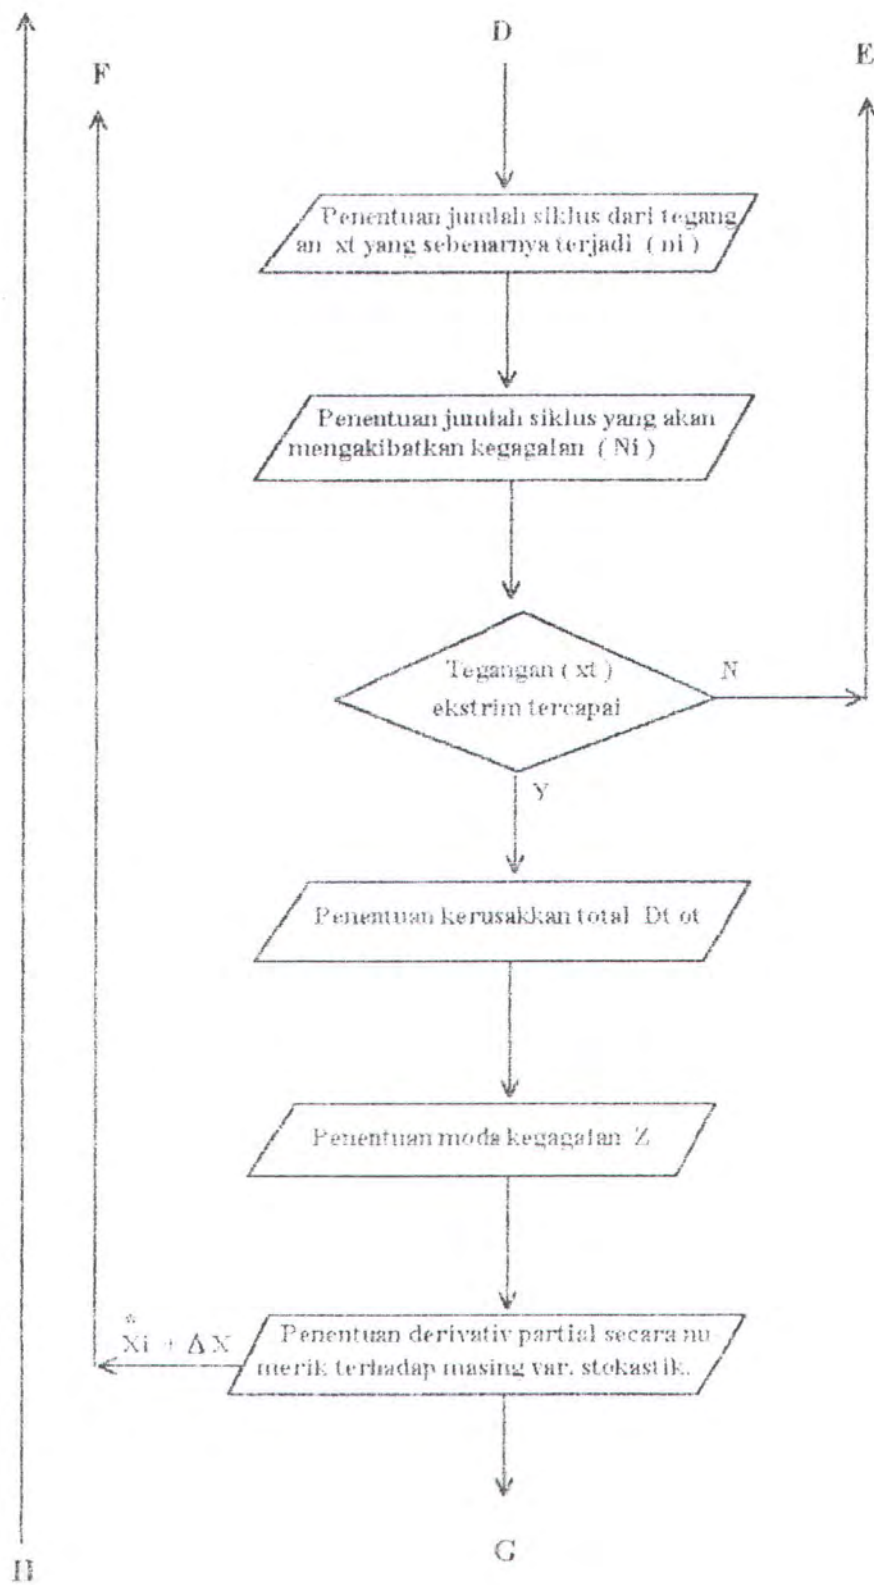 D
F
E
Penentuan jumlah siklus dari tegang
an xt yang sebenarnya terjadi ( ni )
Penentuan jumlah siklus yang akan
mengakibatkan kegagalan ( Ni )
Tegangan ( xt )
ekstrim tercapai
N
Y
Penentuan kerusakkan total Dt ot
Penentuan moda kegagalan Z
* 
Xi + Δ X
Penentuan derivativ partial secara nu-
merik terhadap masing var. stokastik.
G
H